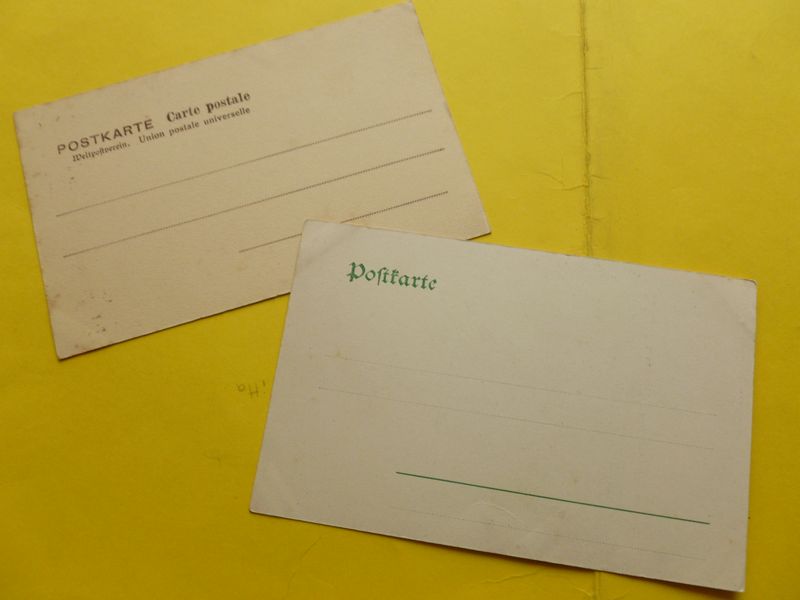 POSTKARTE Carte postale
Weltpostverein. Union postale universelle
Poſtkarte